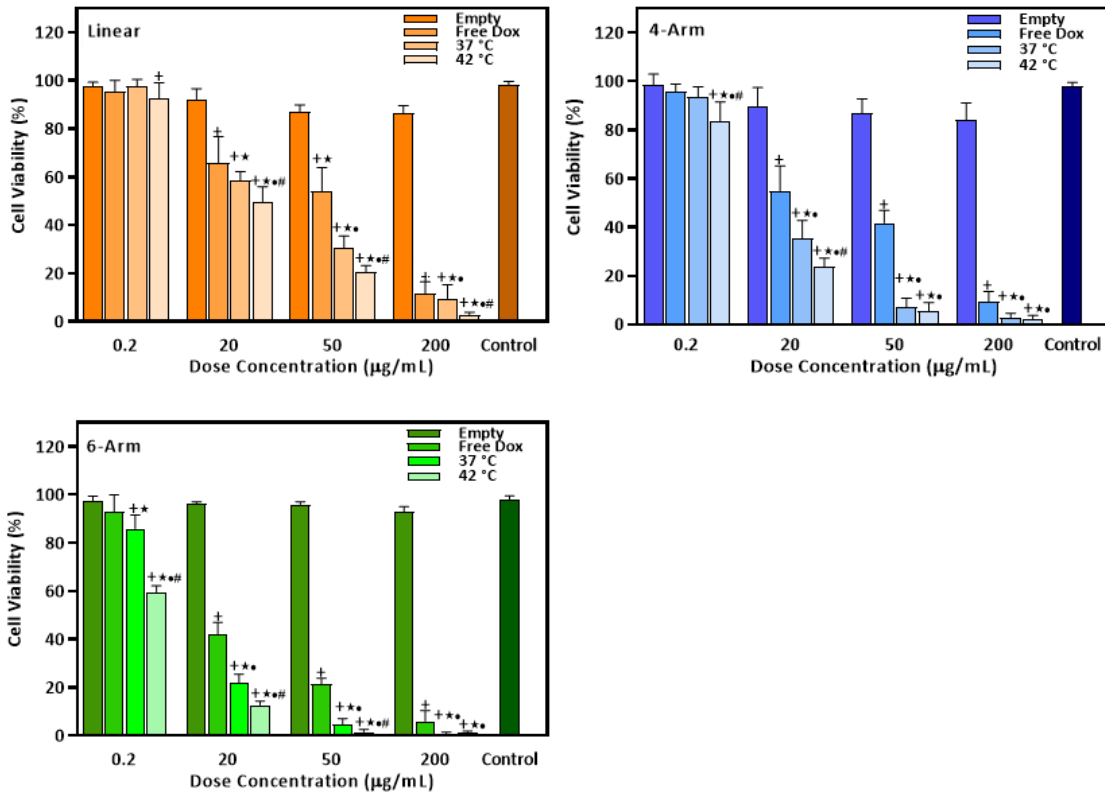 Linear
Empty
Free Dox
37 °C
42 °C
Cell Viability (%)
120
100
80
60
40
20
0
+
+
+★
+★●#
+★
+★●
+★●#
+
+★●
+★●#
0.2 20 50 200 Control
Dose Concentration (μg/mL)
4-Arm
Empty
Free Dox
37 °C
42 °C
Cell Viability (%)
120
100
80
60
40
20
0
+★●#
+
+★●
+★●#
+
+★●
+★●
+
+★●
+★●
0.2 20 50 200 Control
Dose Concentration (μg/mL)
6-Arm
Empty
Free Dox
37 °C
42 °C
Cell Viability (%)
120
100
80
60
40
20
0
+★
+★●#
+
+★●
+★●#
+
+★●
+★●#
+
+★●
+★●
0.2 20 50 200 Control
Dose Concentration (μg/mL)